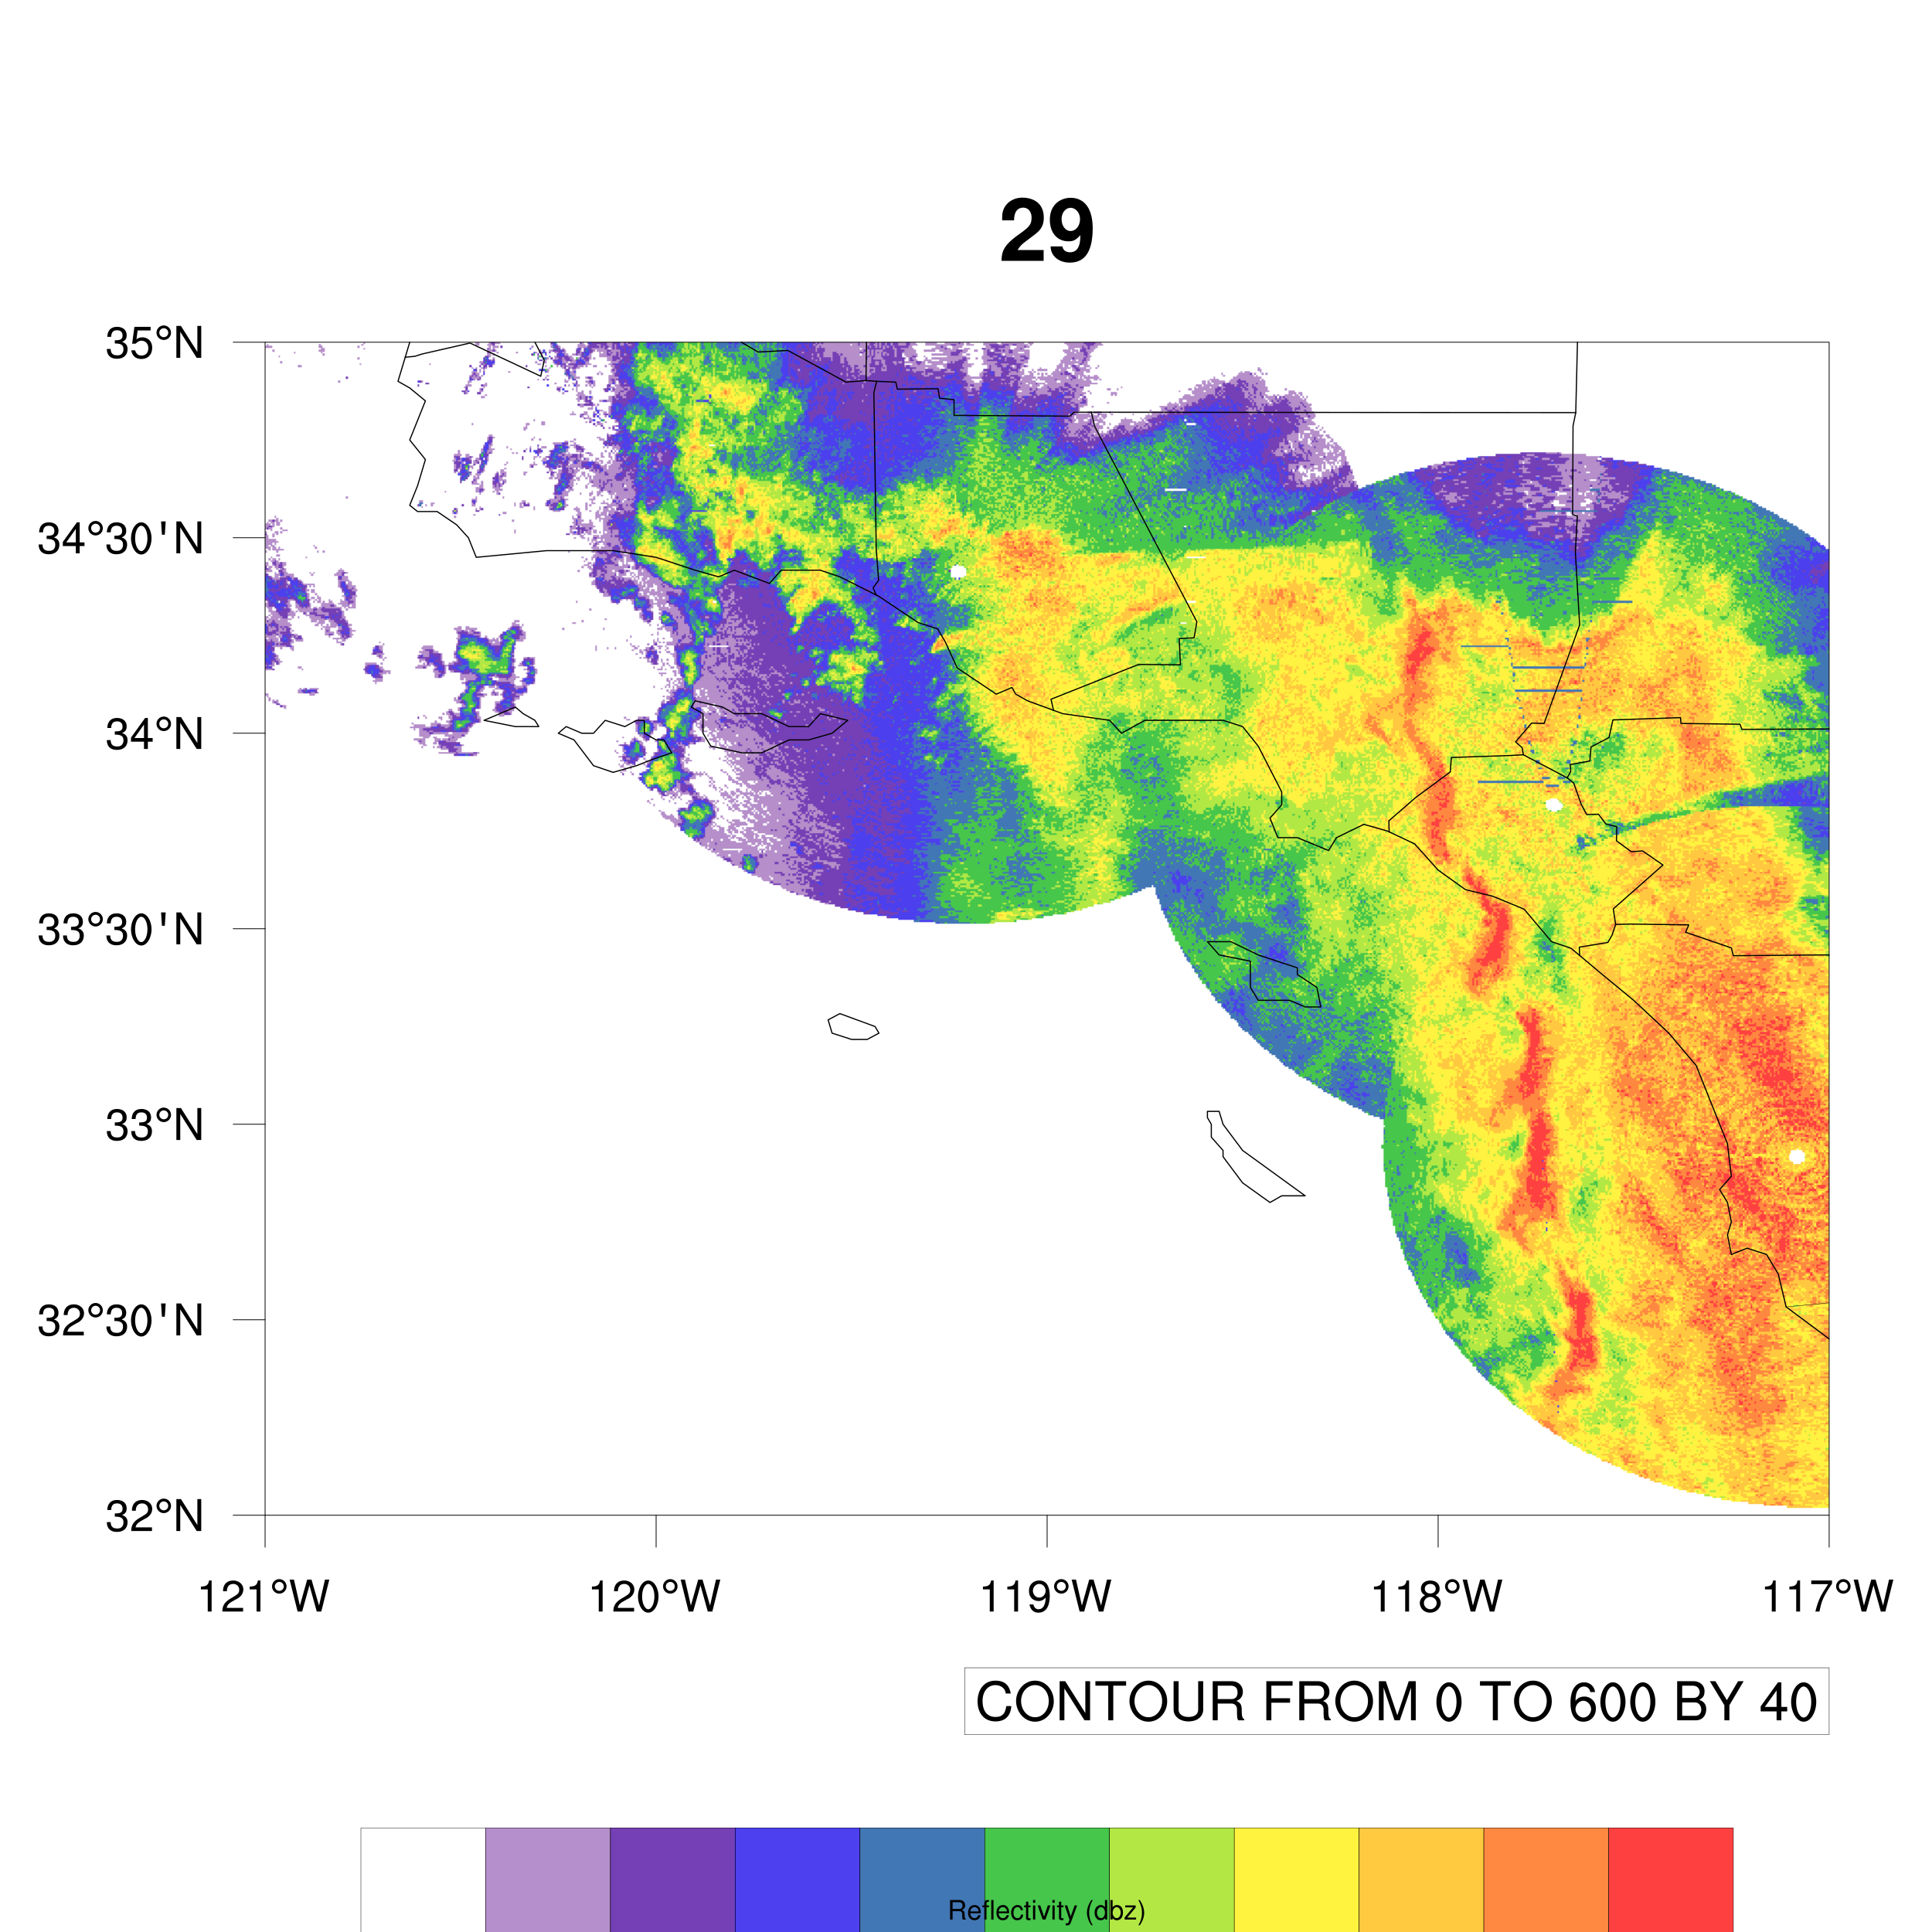 29
35°N
34°30'N
34°N
33°30'N
33°N
32°30'N
32°N
121°W 120°W 119°W 118°W 117°W
CONTOUR FROM 0 TO 600 BY 40
Reflectivity (dbz)